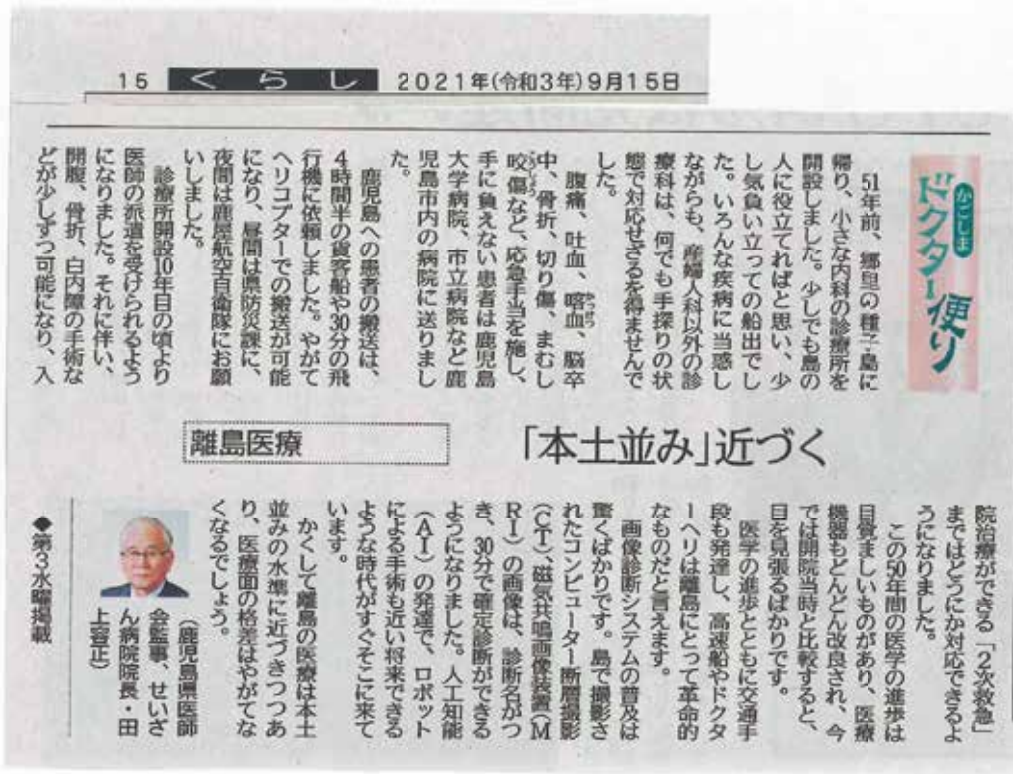 15 くらし 2021年(令和3年)9月15日
かごしま
ドクター便り
離島医療
「本土並み」近づく
51年前、郷里の種子島に
帰り、小さな内科の診療所を
開設しました。少しでも島の
人に役立てればと思い、少
し気負い立っての船出でし
た。いろんな疾病に当惑し
ながらも、産婦人科以外の診
療科は、何でも手探りの状
態で対応せざるを得ませんで
した。
腹痛、吐血、喀血、脳卒
中、骨折、切り傷、まむし
咬傷など、応急手当を施し、
手に負えない患者は鹿児島
大学病院、市立病院など鹿
児島市内の病院に送りまし
た。
鹿児島への患者の搬送は、
4時間半の貨客船や30分の飛
行機に依頼しました。やがて
ヘリコプターでの搬送が可能
になり、昼間は県防災課に、
夜間は鹿屋航空自衛隊にお願
いしました。
診療所開設10年目の頃より
医師の派遣を受けられるよう
になりました。それに伴い、
開腹、骨折、白内障の手術な
どが少しずつ可能になり、入
院治療ができる「2次救急」
まではどうにか対応できるよ
うになりました。
この50年間の医学の進歩は
目覚ましいものがあり、医療
機器もどんどん改良され、今
では開院当時と比較すると、
目を見張るばかりです。
医学の進歩とともに交通手
段も発達し、高速船やドクタ
ーヘリは離島にとって革命的
なものだと言えます。
画像診断システムの普及は
驚くばかりです。島で撮影さ
れたコンピューター断層撮影
(CT)、磁気共鳴画像装置(M
RI)の画像は、診断名がつ
き、30分で確定診断ができる
ようになりました。人工知能
(AI)の発達で、ロボット
による手術も近い将来できる
ような時代がすぐそこに来て
います。
かくして離島の医療は本土
並みの水準に近づきつつあ
り、医療面の格差はやがてな
くなるでしょう。
(鹿児島県医師
会監事、せいざ
ん病院院長・田
上容正)
◆第3水曜掲載